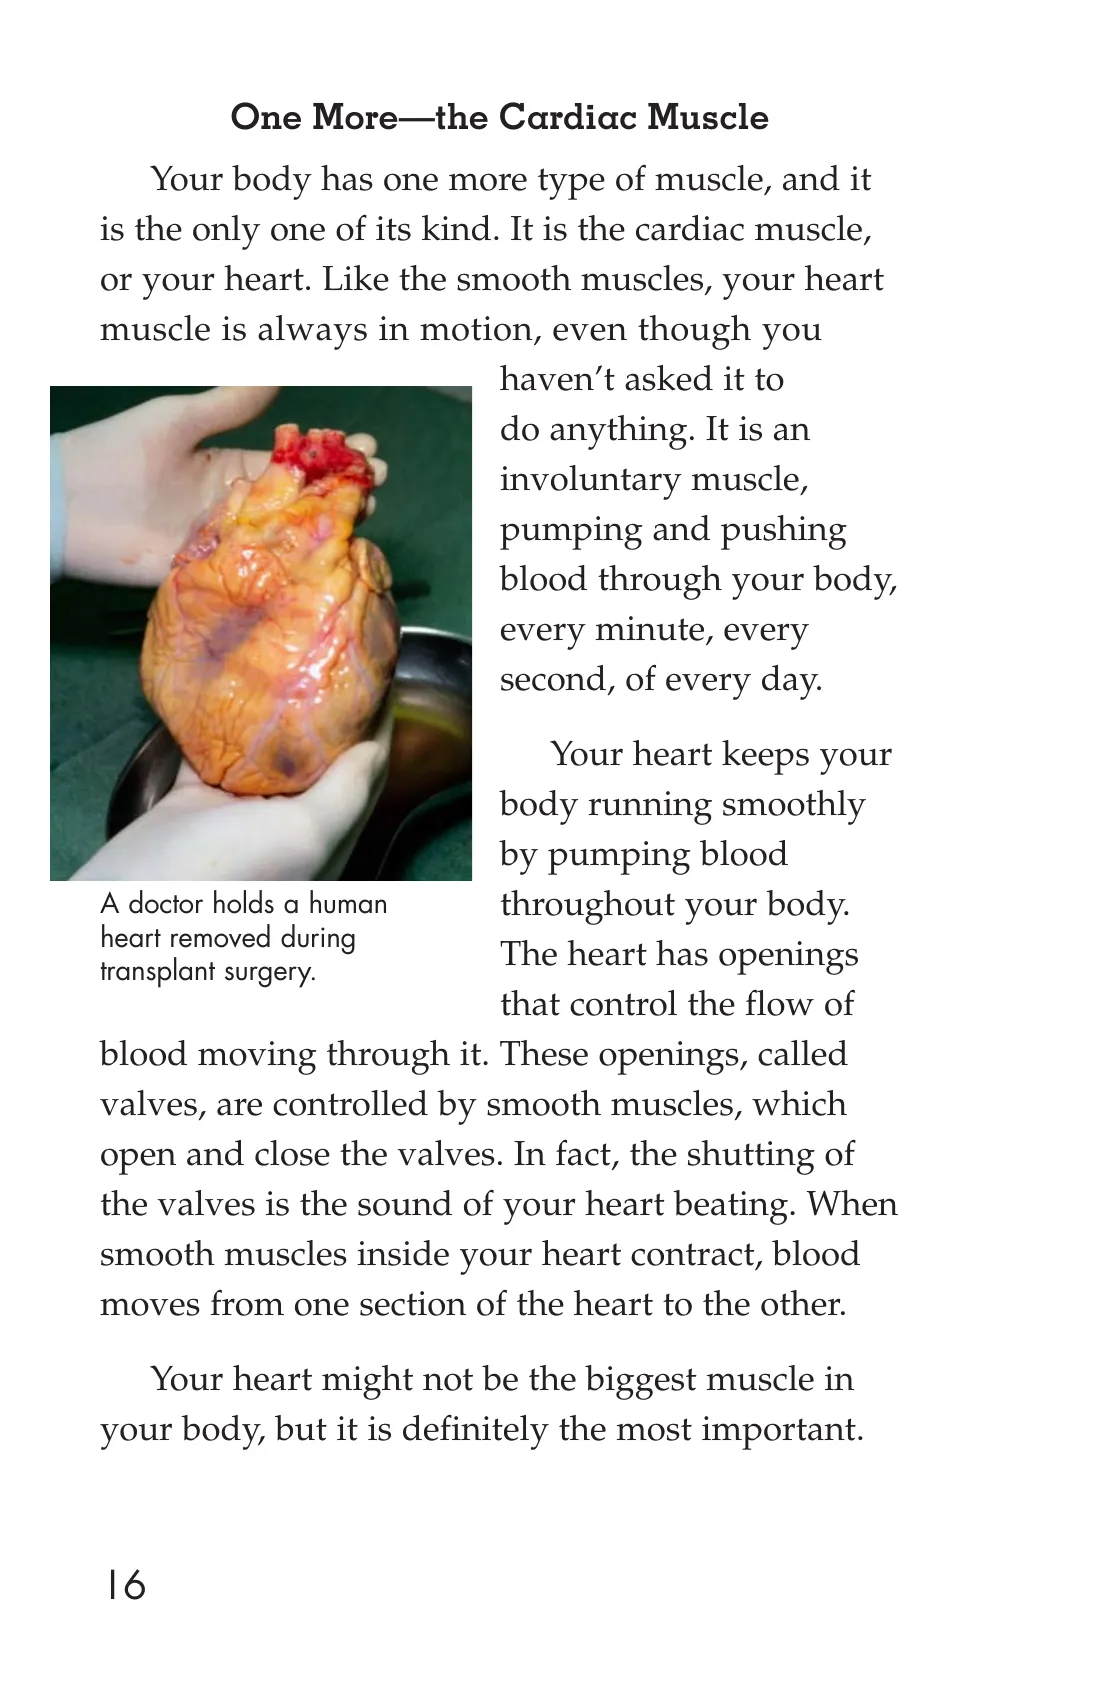 One More—the Cardiac Muscle
Your body has one more type of muscle, and it
is the only one of its kind. It is the cardiac muscle,
or your heart. Like the smooth muscles, your heart
muscle is always in motion, even though you
haven’t asked it to
do anything. It is an
involuntary muscle,
pumping and pushing
blood through your body,
every minute, every
second, of every day.
Your heart keeps your
body running smoothly
by pumping blood
throughout your body.
The heart has openings
that control the flow of
blood moving through it. These openings, called
valves, are controlled by smooth muscles, which
open and close the valves. In fact, the shutting of
the valves is the sound of your heart beating. When
smooth muscles inside your heart contract, blood
moves from one section of the heart to the other.
Your heart might not be the biggest muscle in
your body, but it is definitely the most important.
A doctor holds a human
heart removed during
transplant surgery.
16